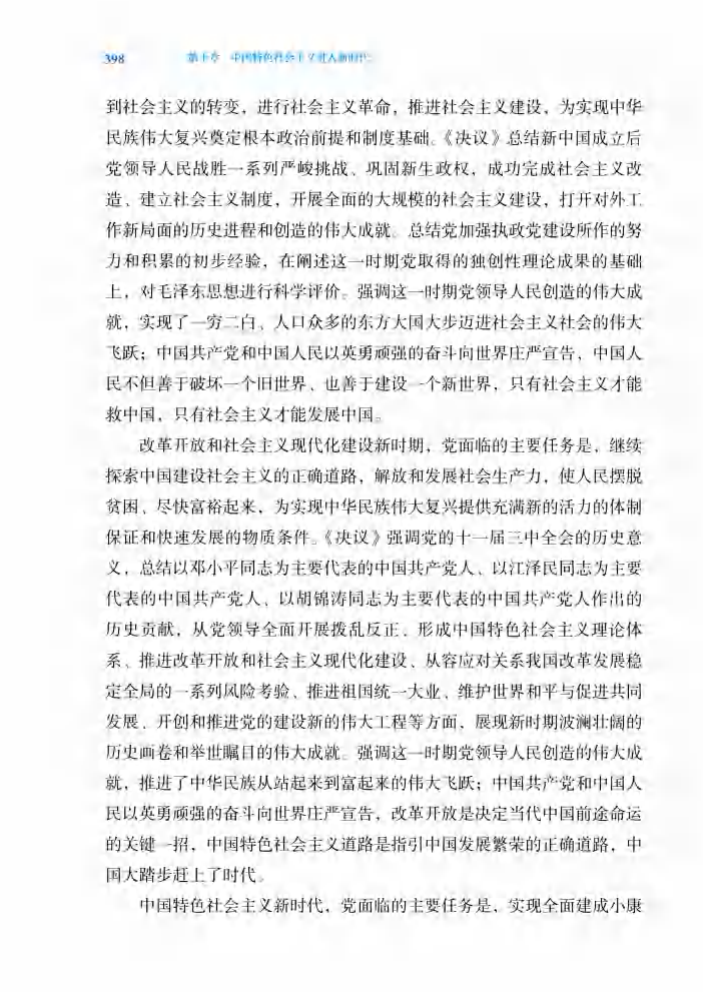 398 第十章 中国特色社会主义进入新时代
到社会主义的转变，进行社会主义革命，推进社会主义建设，为实现中华
民族伟大复兴奠定根本政治前提和制度基础。《决议》总结新中国成立后
党领导人民战胜一系列严峻挑战、巩固新生政权，成功完成社会主义改
造、建立社会主义制度，开展全面的大规模的社会主义建设，打开对外工
作新局面的历史进程和创造的伟大成就。总结党加强执政党建设所作的努
力和积累的初步经验，在阐述这一时期党取得的独创性理论成果的基础
上，对毛泽东思想进行科学评价。强调这一时期党领导人民创造的伟大成
就，实现了一穷二白、人口众多的东方大国大步迈进社会主义社会的伟大
飞跃；中国共产党和中国人民以英勇顽强的奋斗向世界庄严宣告，中国人
民不但善于破坏一个旧世界、也善于建设一个新世界，只有社会主义才能
救中国，只有社会主义才能发展中国。
改革开放和社会主义现代化建设新时期，党面临的主要任务是，继续
探索中国建设社会主义的正确道路，解放和发展社会生产力，使人民摆脱
贫困、尽快富裕起来，为实现中华民族伟大复兴提供充满新的活力的体制
保证和快速发展的物质条件。《决议》强调党的十一届三中全会的历史意
义，总结以邓小平同志为主要代表的中国共产党人、以江泽民同志为主要
代表的中国共产党人、以胡锦涛同志为主要代表的中国共产党人作出的
历史贡献，从党领导全面开展拨乱反正、形成中国特色社会主义理论体
系、推进改革开放和社会主义现代化建设、从容应对关系我国改革发展稳
定全局的一系列风险考验、推进祖国统一大业、维护世界和平与促进共同
发展、开创和推进党的建设新的伟大工程等方面，展现新时期波澜壮阔的
历史画卷和举世瞩目的伟大成就。强调这一时期党领导人民创造的伟大成
就，推进了中华民族从站起来到富起来的伟大飞跃；中国共产党和中国人
民以英勇顽强的奋斗向世界庄严宣告，改革开放是决定当代中国前途命运
的关键一招，中国特色社会主义道路是指引中国发展繁荣的正确道路，中
国大踏步赶上了时代。
中国特色社会主义新时代，党面临的主要任务是，实现全面建成小康